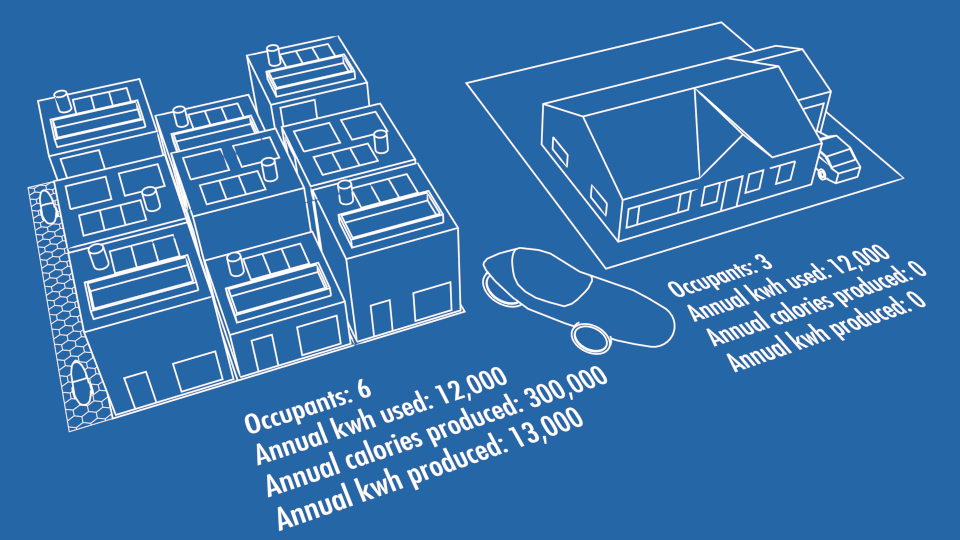 Occupants: 6
Annual kwh used: 12,000
Annual calories produced: 300,000
Annual kwh produced: 13,000
Occupants: 3
Annual kwh used: 12,000
Annual calories produced: 0
Annual kwh produced: 0